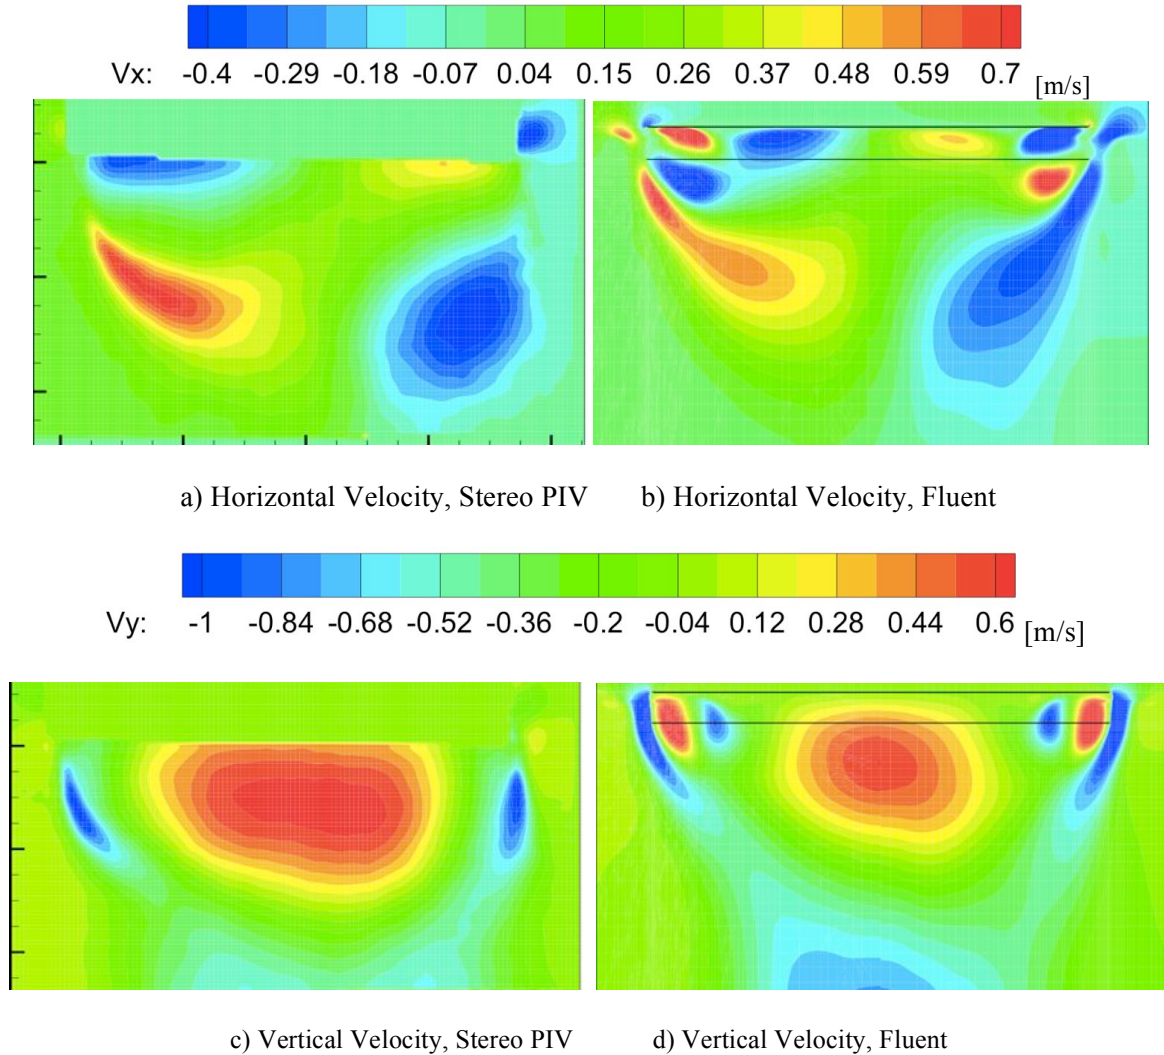 Vx: -0.4 -0.29 -0.18 -0.07 0.04 0.15 0.26 0.37 0.48 0.59 0.7 [m/s]
a) Horizontal Velocity, Stereo PIV b) Horizontal Velocity, Fluent
Vy: -1 -0.84 -0.68 -0.52 -0.36 -0.2 -0.04 0.12 0.28 0.44 0.6 [m/s]
c) Vertical Velocity, Stereo PIV d) Vertical Velocity, Fluent